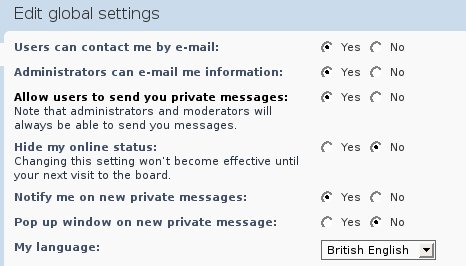 Edit global settings
Users can contact me by e-mail: Yes No
Administrators can e-mail me information: Yes No
Allow users to send you private messages: Yes No
Note that administrators and moderators will
always be able to send you messages.
Hide my online status: Yes No
Changing this setting won't become effective until
your next visit to the board.
Notify me on new private messages: Yes No
Pop up window on new private message: Yes No
My language: British English